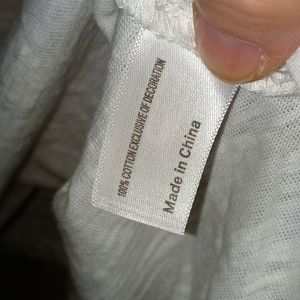 100% COTTON EXCLUSIVE OF DECORATION
Made in China